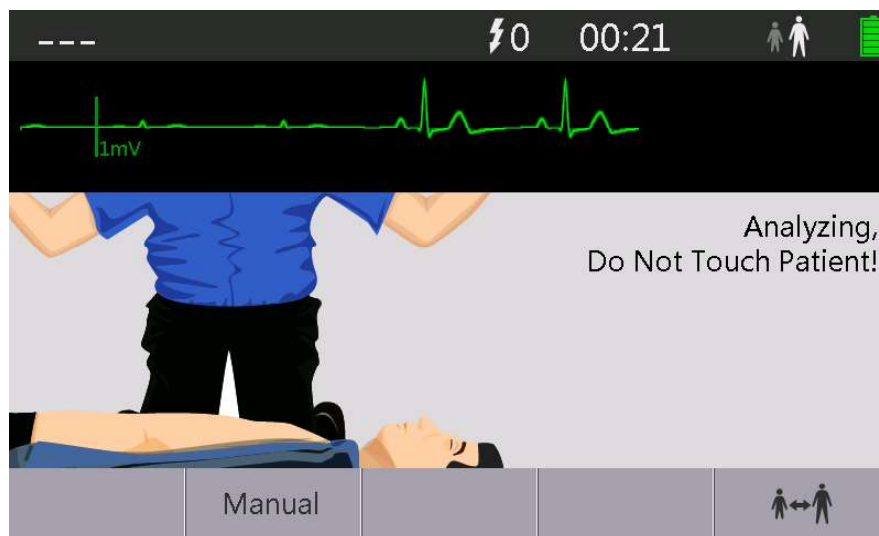 --- 0 00:21
1mV
Analyzing,
Do Not Touch Patient!
Manual